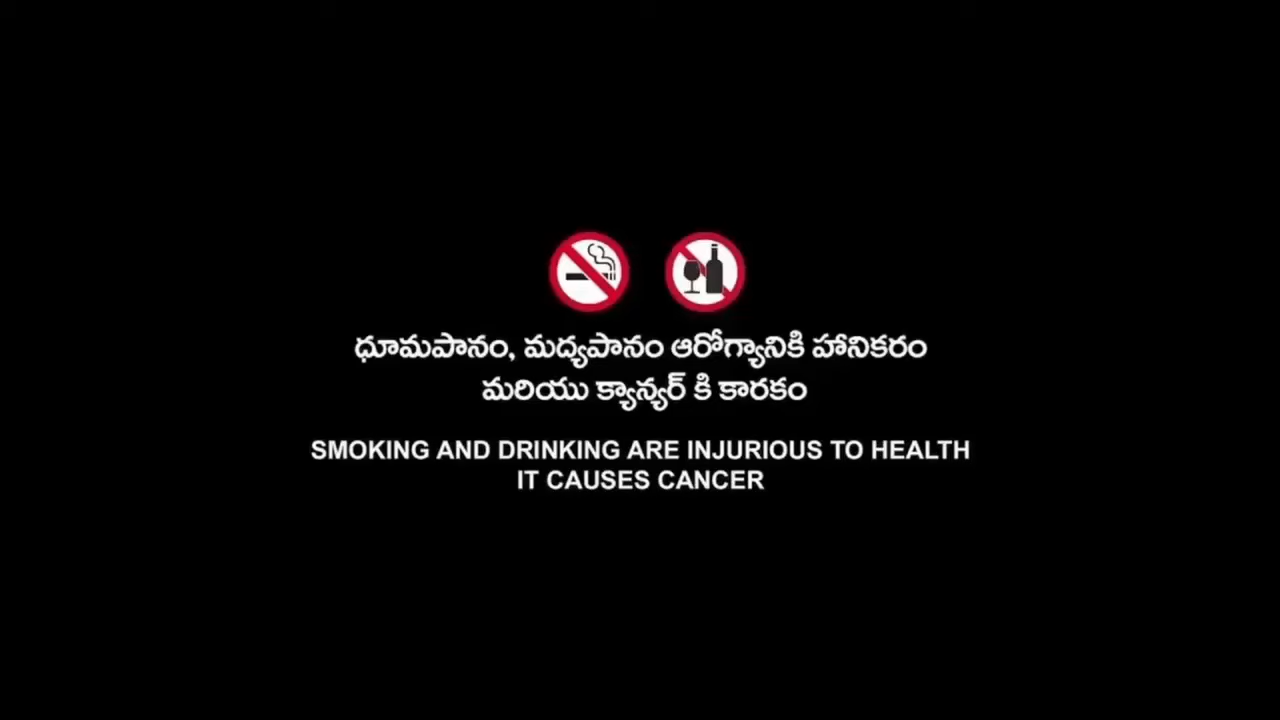 ధూమపానం, మద్యపానం ఆరోగ్యానికి హానికరం
మరియు క్యాన్సర్ కి కారకం
SMOKING AND DRINKING ARE INJURIOUS TO HEALTH
IT CAUSES CANCER